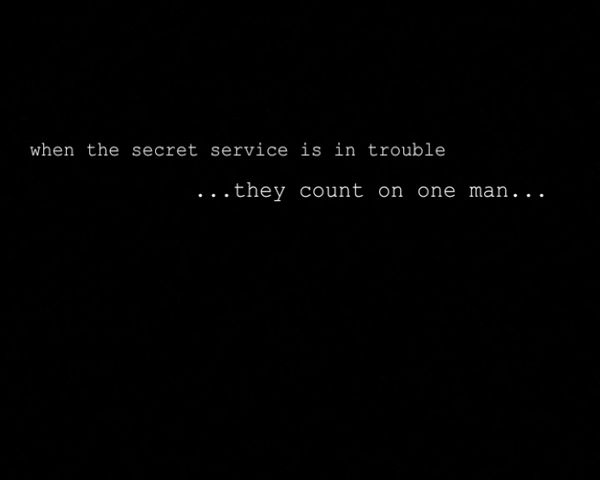 when the secret service is in trouble
...they count on one man...